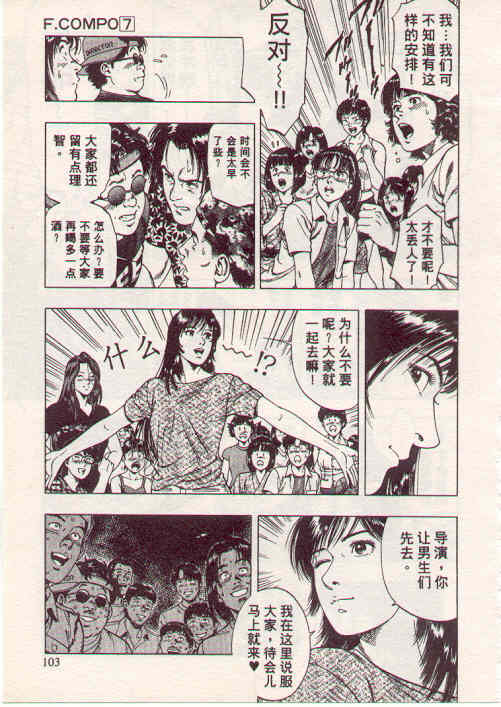 F.COMPO 7
我…我们可
不知道有这
样的安排！
反对～!!
才不要呢！
太丢人了！
DIRECTOR
时间会不
会是太早
了些？
大家都还
留有点理
智。
怎么办？要
不要等大家
再喝多一点
酒？
为什么不要
呢？大家就
一起去嘛！
什么～～!?
导演，你
让男生们
先去。
我在这里说服
大家，待会儿
马上就来♥
103